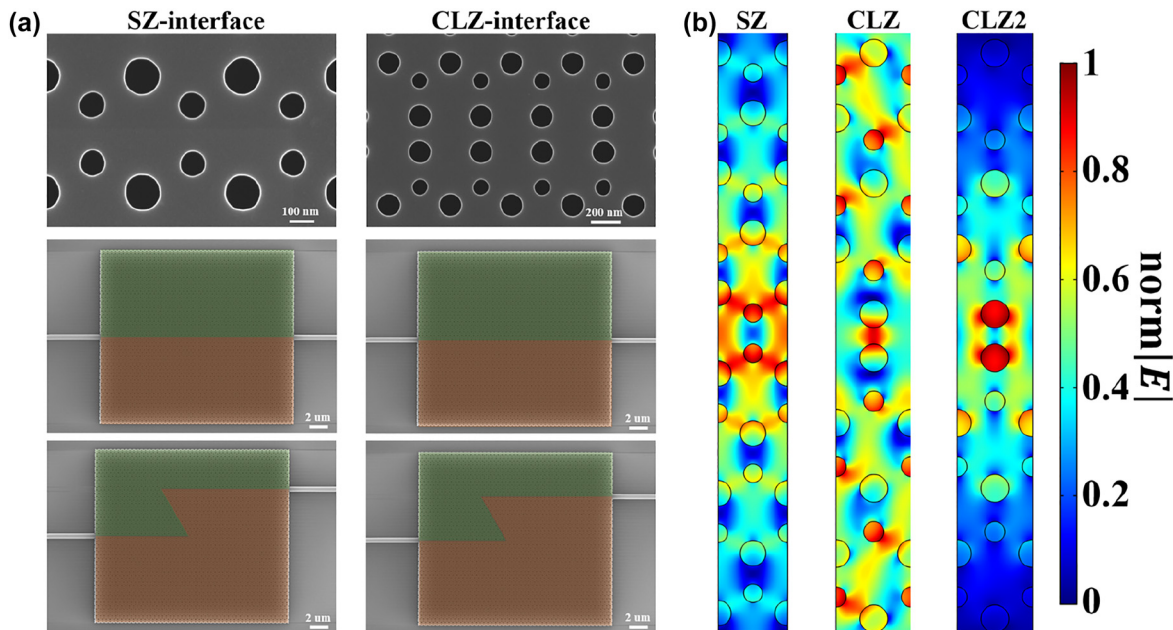 (a)
SZ-interface
CLZ-interface
100 nm
200 nm
2 um
2 um
2 um
2 um
(b)
SZ
CLZ
CLZ2
1
0.8
0.6
0.4
0.2
0
norm|E|